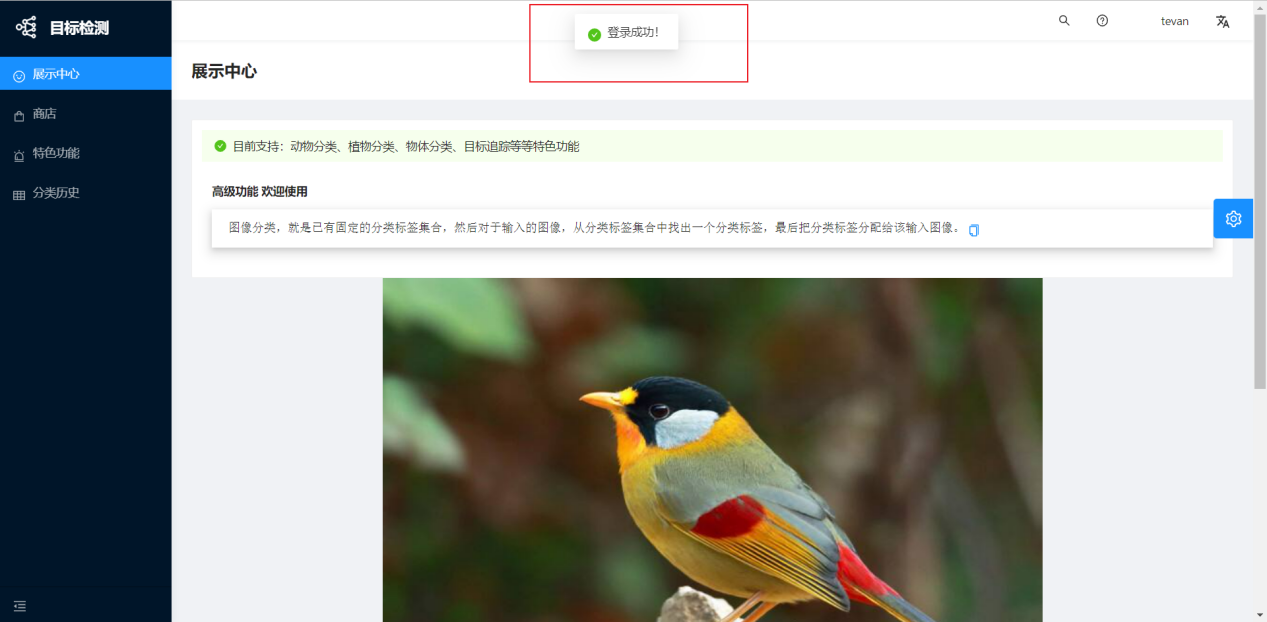 目标检测
登录成功!
tevan
展示中心
展示中心
商店
特色功能
分类历史
目前支持：动物分类、植物分类、物体分类、目标追踪等等特色功能
高级功能 欢迎使用
图像分类，就是已有固定的分类标签集合，然后对于输入的图像，从分类标签集合中找出一个分类标签，最后把分类标签分配给该输入图像。